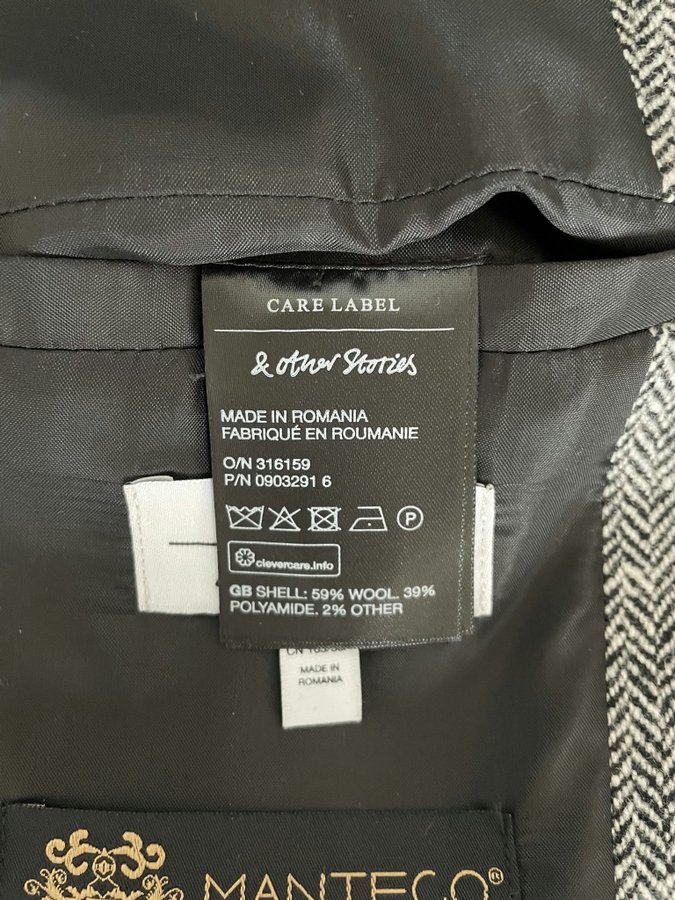 CARE LABEL
& Other Stories
MADE IN ROMANIA
FABRIQUÉ EN ROUMANIE
O/N 316159
P/N 0903291 6
P
clevercare.info
GB SHELL: 59% WOOL. 39%
POLYAMIDE. 2% OTHER
MADE IN
ROMANIA
MANTECO®